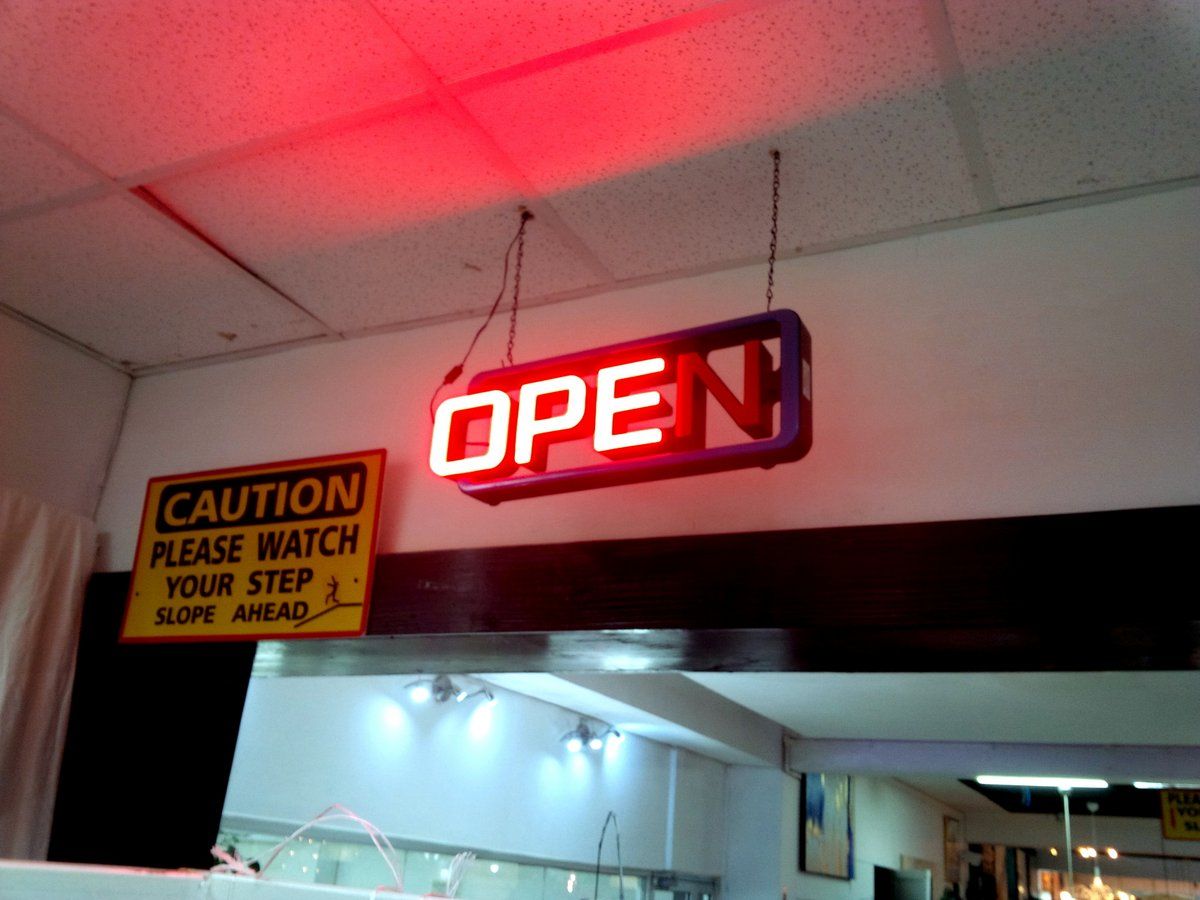 OPEN
CAUTION
PLEASE WATCH
YOUR STEP
SLOPE AHEAD